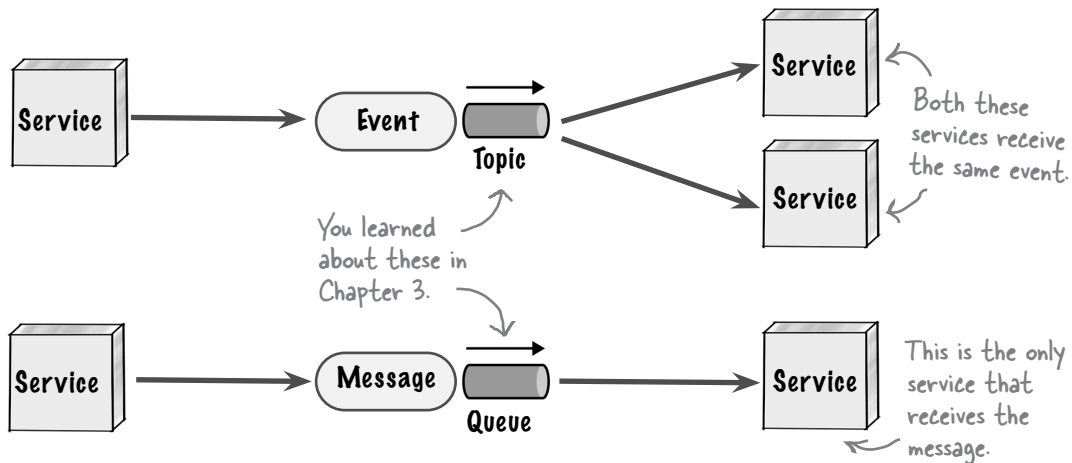 Service
Event
Topic
Service
Service
Both these
services receive
the same event.
You learned
about these in
Chapter 3.
Service
Message
Queue
Service
This is the only
service that
receives the
message.